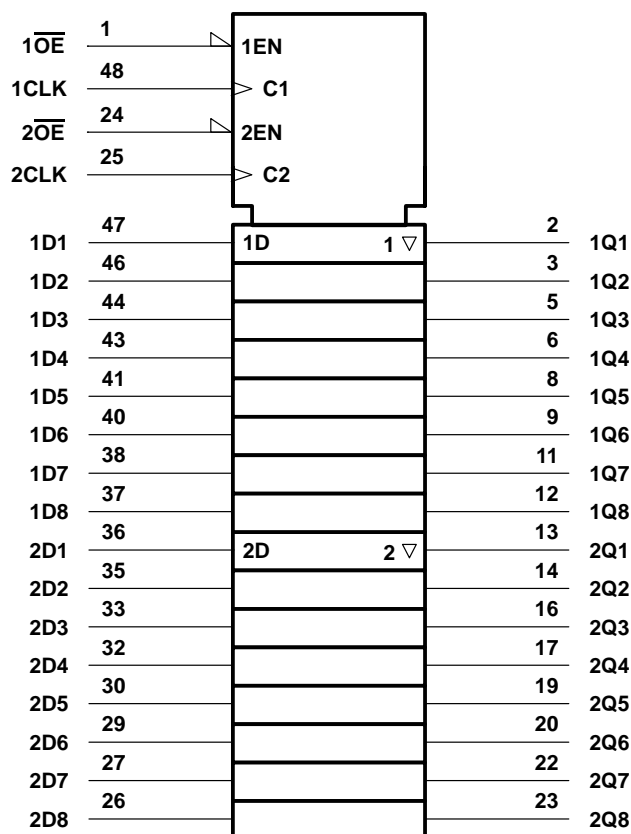 1O̅E̅ 1 1EN
1CLK 48 C1
2O̅E̅ 24 2EN
2CLK 25 C2
1D1 47 1D 1 ▽ 2 1Q1
1D2 46 3 1Q2
1D3 44 5 1Q3
1D4 43 6 1Q4
1D5 41 8 1Q5
1D6 40 9 1Q6
1D7 38 11 1Q7
1D8 37 12 1Q8
2D1 36 2D 2 ▽ 13 2Q1
2D2 35 14 2Q2
2D3 33 16 2Q3
2D4 32 17 2Q4
2D5 30 19 2Q5
2D6 29 20 2Q6
2D7 27 22 2Q7
2D8 26 23 2Q8